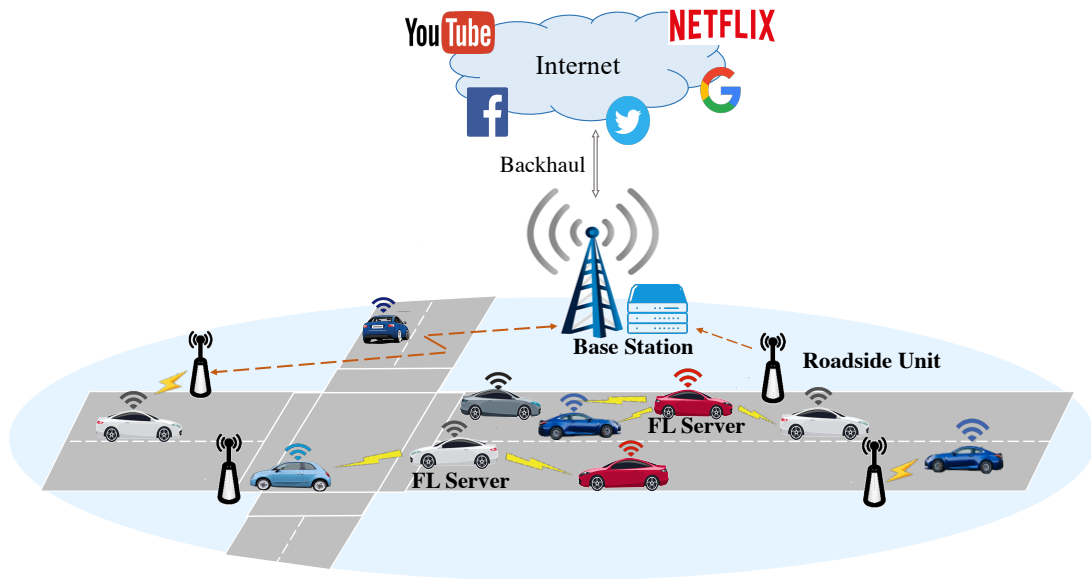 YouTube
NETFLIX
Internet
f
G
Backhaul
Base Station
Roadside Unit
FL Server
FL Server